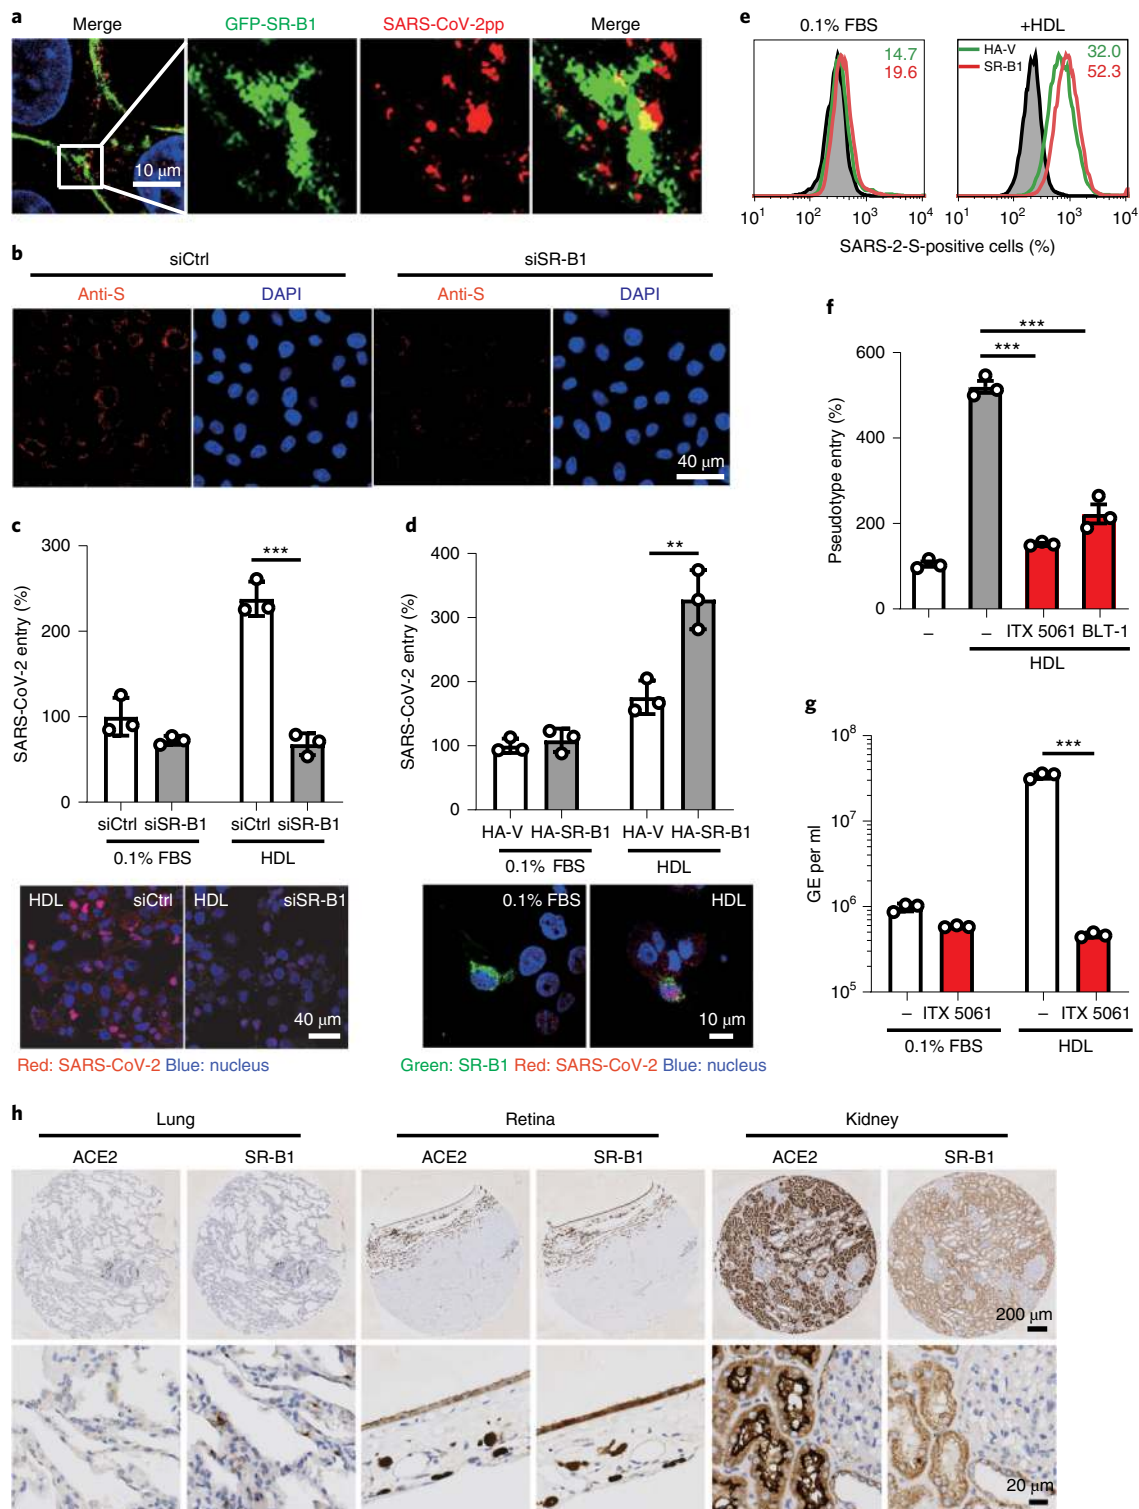 a
Merge
GFP-SR-B1
SARS-CoV-2pp
Merge
10 μm
b
siCtrl
siSR-B1
Anti-S
DAPI
Anti-S
DAPI
40 μm
c
SARS-CoV-2 entry (%)
300
200
100
0
***
siCtrl siSR-B1 siCtrl siSR-B1
0.1% FBS HDL
HDL siCtrl HDL siSR-B1
40 μm
Red: SARS-CoV-2 Blue: nucleus
d
SARS-CoV-2 entry (%)
400
300
200
100
0
**
HA-V HA-SR-B1 HA-V HA-SR-B1
0.1% FBS HDL
0.1% FBS HDL
10 μm
Green: SR-B1 Red: SARS-CoV-2 Blue: nucleus
e
0.1% FBS +HDL
14.7
19.6
HA-V 32.0
SR-B1 52.3
10¹ 10² 10³ 10⁴ 10¹ 10² 10³ 10⁴
SARS-2-S-positive cells (%)
f
Pseudotype entry (%)
600
400
200
0
***
***
– – ITX 5061 BLT-1
HDL
g
GE per ml
10⁸
10⁷
10⁶
10⁵
***
– ITX 5061 – ITX 5061
0.1% FBS HDL
h
Lung Retina Kidney
ACE2 SR-B1 ACE2 SR-B1 ACE2 SR-B1
200 μm
20 μm